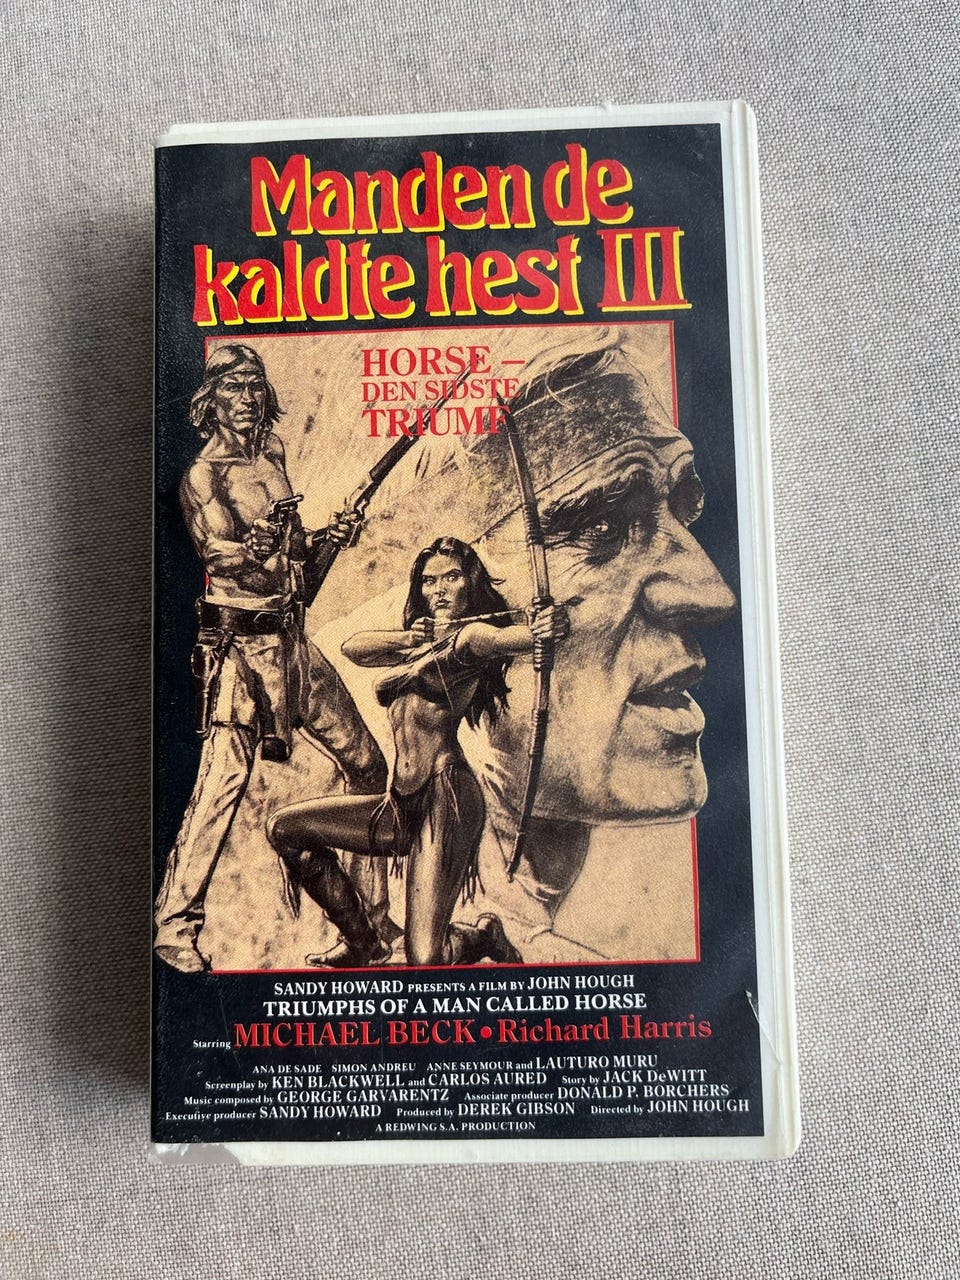 Manden de
kaldte hest III
HORSE –
DEN SIDSTE
TRIUMF
SANDY HOWARD PRESENTS A FILM BY JOHN HOUGH
TRIUMPHS OF A MAN CALLED HORSE
Starring MICHAEL BECK • Richard Harris
ANA DE SADE SIMON ANDREU ANNE SEYMOUR and LAUTURO MURU
Screenplay by KEN BLACKWELL and CARLOS AURED Story by JACK DeWITT
Music composed by GEORGE GARVARENTZ Associate producer DONALD P. BORCHERS
Executive producer SANDY HOWARD Produced by DEREK GIBSON Directed by JOHN HOUGH
A REDWING S.A. PRODUCTION